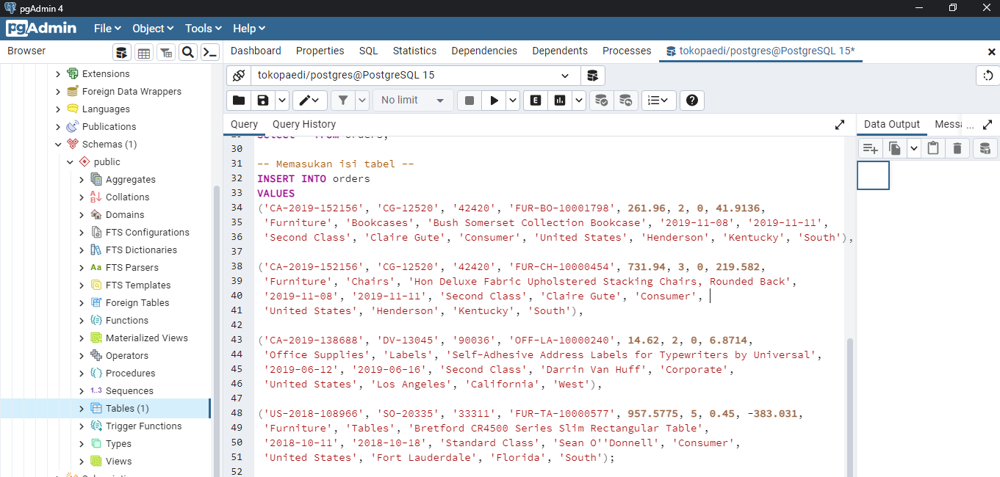 pgAdmin 4
pgAdmin File Object Tools Help
Browser
Dashboard Properties SQL Statistics Dependencies Dependents Processes tokopaedi/postgres@PostgreSQL 15*
Extensions
Foreign Data Wrappers
Languages
Publications
Schemas (1)
public
Aggregates
Collations
Domains
FTS Configurations
FTS Dictionaries
Aa FTS Parsers
FTS Templates
Foreign Tables
Functions
Materialized Views
Operators
Procedures
1..3 Sequences
Tables (1)
Trigger Functions
Types
Views
tokopaedi/postgres@PostgreSQL 15
No limit
E
Query Query History
Data Output Messa ...
30
31 -- Memasukan isi tabel --
32 INSERT INTO orders
33 VALUES
34 ('CA-2019-152156', 'CG-12520', '42420', 'FUR-BO-10001798', 261.96, 2, 0, 41.9136,
35 'Furniture', 'Bookcases', 'Bush Somerset Collection Bookcase', '2019-11-08', '2019-11-11',
36 'Second Class', 'Claire Gute', 'Consumer', 'United States', 'Henderson', 'Kentucky', 'South'),
37
38 ('CA-2019-152156', 'CG-12520', '42420', 'FUR-CH-10000454', 731.94, 3, 0, 219.582,
39 'Furniture', 'Chairs', 'Hon Deluxe Fabric Upholstered Stacking Chairs, Rounded Back',
40 '2019-11-08', '2019-11-11', 'Second Class', 'Claire Gute', 'Consumer',
41 'United States', 'Henderson', 'Kentucky', 'South'),
42
43 ('CA-2019-138688', 'DV-13045', '90036', 'OFF-LA-10000240', 14.62, 2, 0, 6.8714,
44 'Office Supplies', 'Labels', 'Self-Adhesive Address Labels for Typewriters by Universal',
45 '2019-06-12', '2019-06-16', 'Second Class', 'Darrin Van Huff', 'Corporate',
46 'United States', 'Los Angeles', 'California', 'West'),
47
48 ('US-2018-108966', 'SO-20335', '33311', 'FUR-TA-10000577', 957.5775, 5, 0.45, -383.031,
49 'Furniture', 'Tables', 'Bretford CR4500 Series Slim Rectangular Table',
50 '2018-10-11', '2018-10-18', 'Standard Class', 'Sean O''Donnell', 'Consumer',
51 'United States', 'Fort Lauderdale', 'Florida', 'South');
52